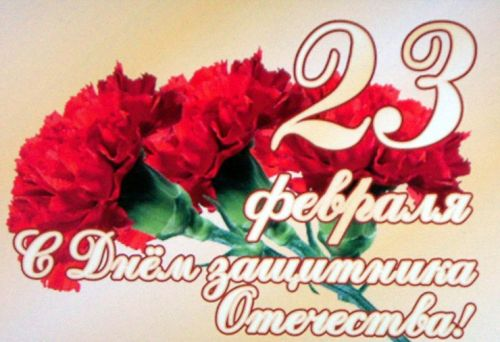 23
февраля
С Днём защитника
Отечества!